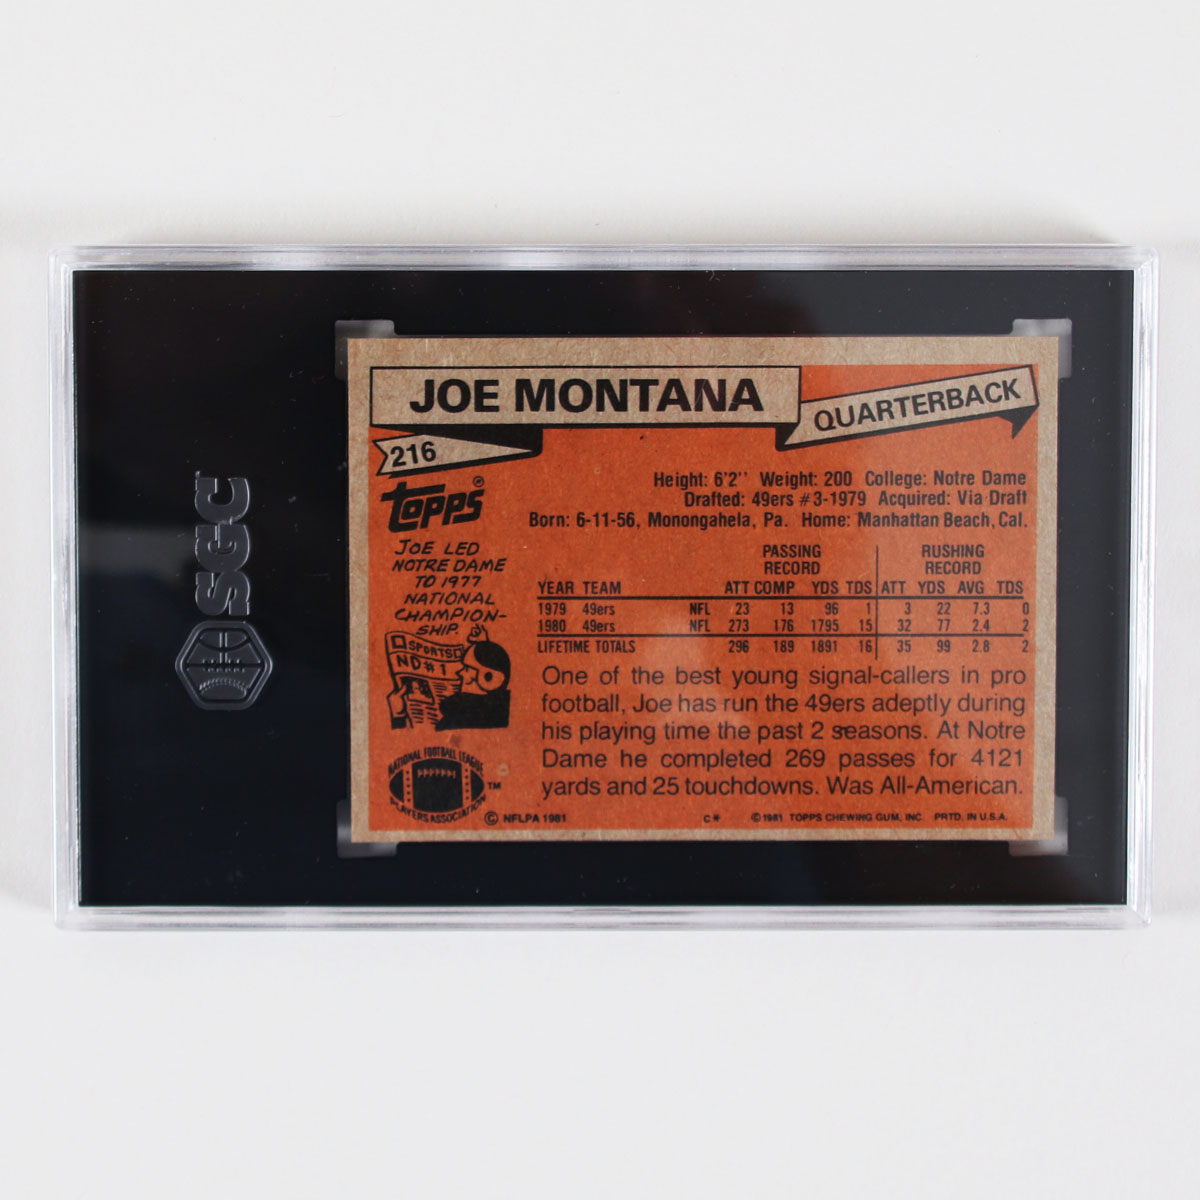 SGC
JOE MONTANA
QUARTERBACK
216
TOPPS®
Height: 6'2'' Weight: 200 College: Notre Dame
Drafted: 49ers #3-1979 Acquired: Via Draft
Born: 6-11-56, Monongahela, Pa. Home: Manhattan Beach, Cal.
JOE LED
NOTRE DAME
TO 1977
NATIONAL
CHAMPION-
SHIP.
SPORTS
ND#1
PASSING RUSHING
RECORD RECORD
YEAR TEAM ATT COMP YDS TDS ATT YDS AVG TDS
1979 49ers NFL 23 13 96 1 3 22 7.3 0
1980 49ers NFL 273 176 1795 15 32 77 2.4 2
LIFETIME TOTALS 296 189 1891 16 35 99 2.8 2
One of the best young signal-callers in pro
football, Joe has run the 49ers adeptly during
his playing time the past 2 seasons. At Notre
Dame he completed 269 passes for 4121
yards and 25 touchdowns. Was All-American.
NATIONAL FOOTBALL LEAGUE
PLAYERS ASSOCIATION
™
© NFLPA 1981
C* ©1981 TOPPS CHEWING GUM, INC. PRTD. IN U.S.A.